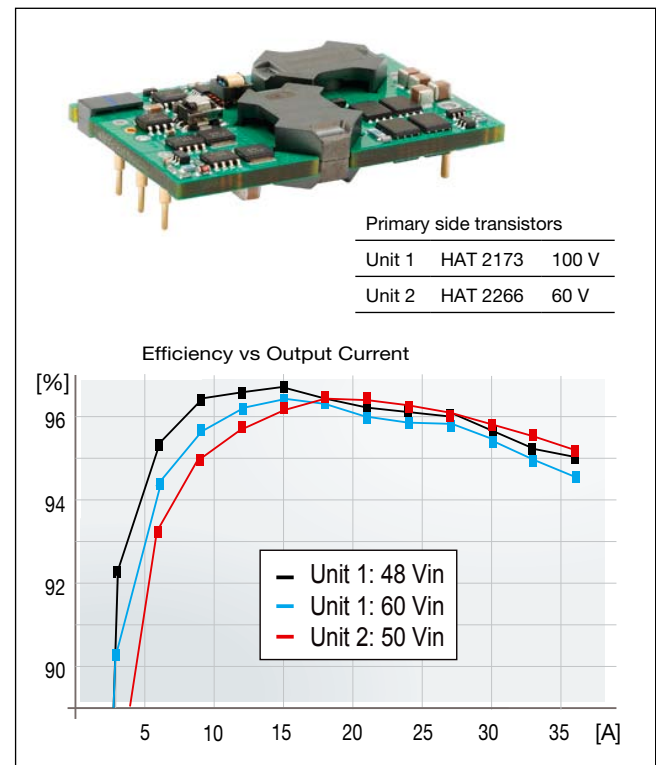 Primary side transistors
Unit 1 HAT 2173 100 V
Unit 2 HAT 2266 60 V
Efficiency vs Output Current
[%]
96
94
92
90
Unit 1: 48 Vin
Unit 1: 60 Vin
Unit 2: 50 Vin
5 10 15 20 25 30 35 [A]